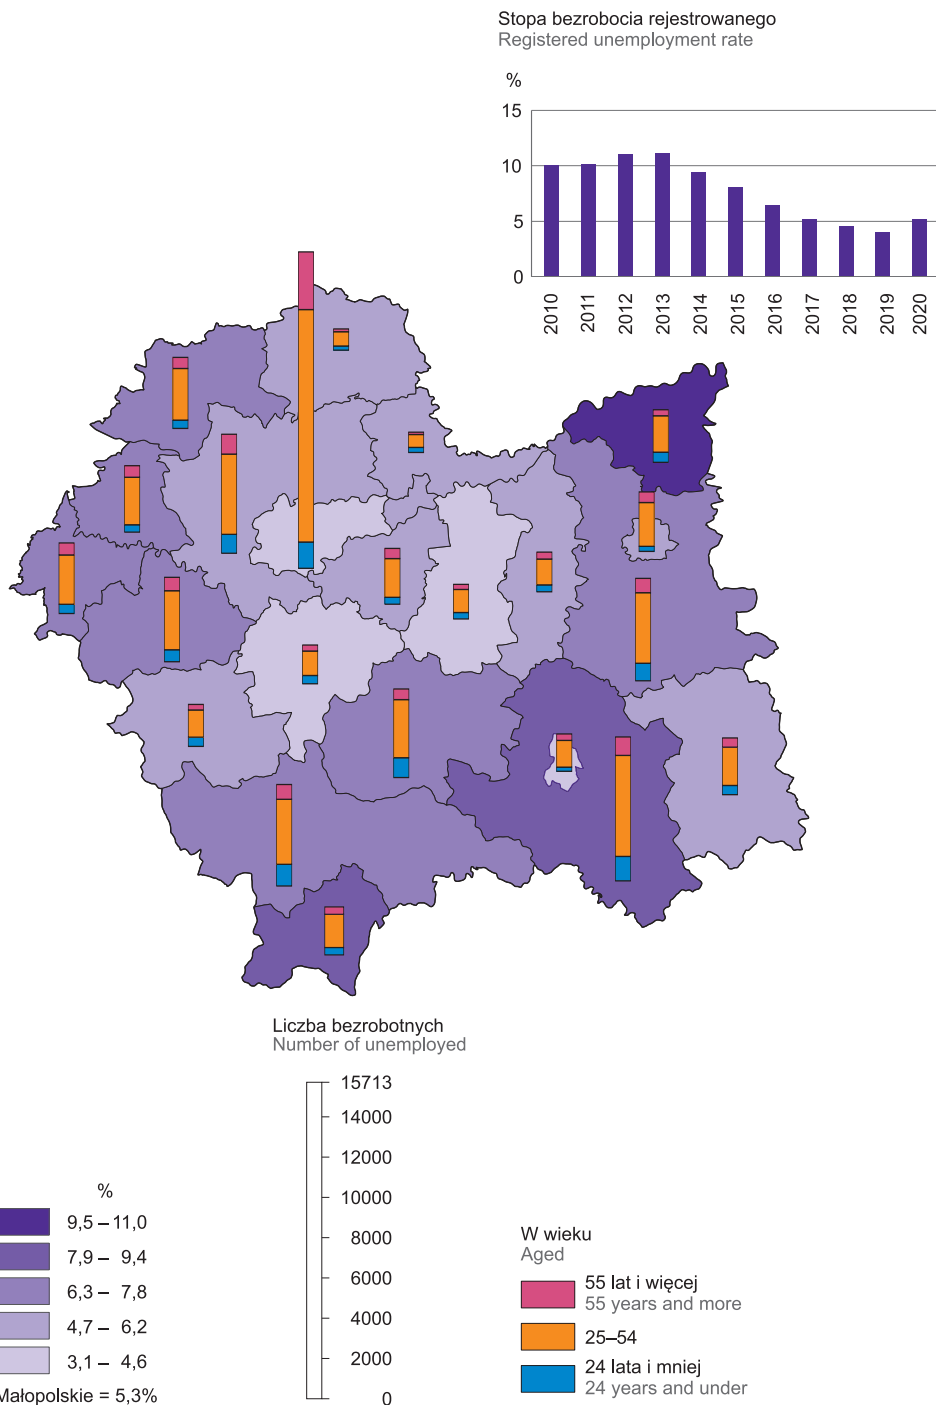 Stopa bezrobocia rejestrowanego
Registered unemployment rate
%
15
10
5
0
2010
2011
2012
2013
2014
2015
2016
2017
2018
2019
2020
Liczba bezrobotnych
Number of unemployed
15713
14000
12000
10000
8000
6000
4000
2000
0
%
9,5 – 11,0
7,9 – 9,4
6,3 – 7,8
4,7 – 6,2
3,1 – 4,6
Małopolskie = 5,3%
W wieku
Aged
55 lat i więcej
55 years and more
25–54
24 lata i mniej
24 years and under